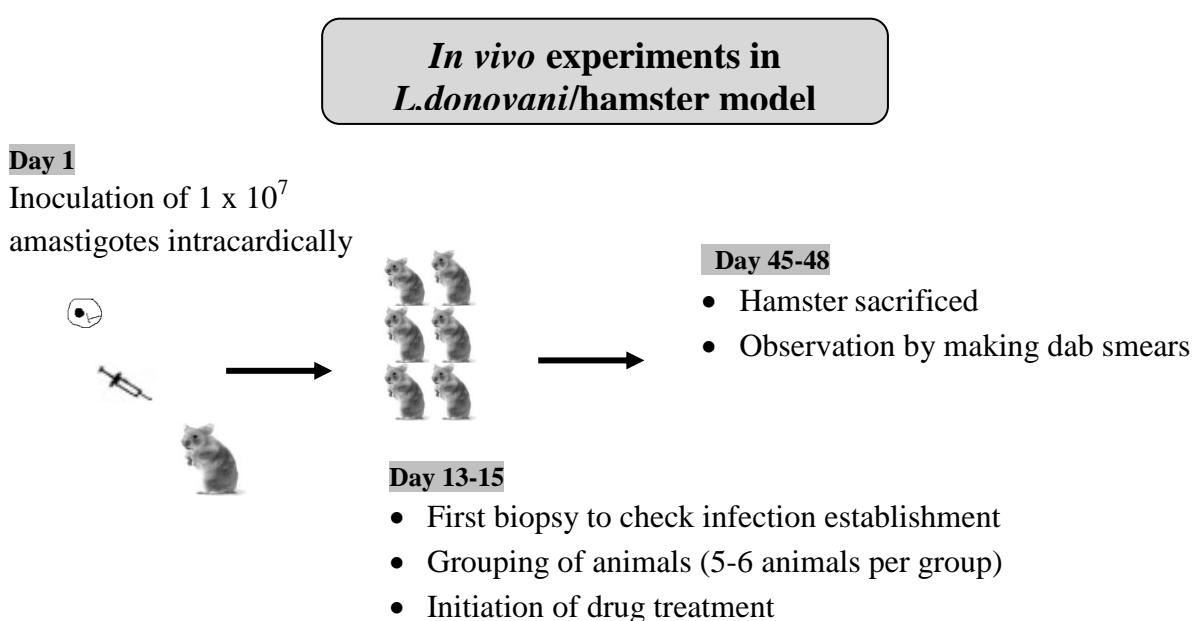 In vivo experiments in
L.donovani/hamster model
Day 1
Inoculation of 1 x 10⁷
amastigotes intracardically
Day 45-48
• Hamster sacrificed
• Observation by making dab smears
Day 13-15
• First biopsy to check infection establishment
• Grouping of animals (5-6 animals per group)
• Initiation of drug treatment